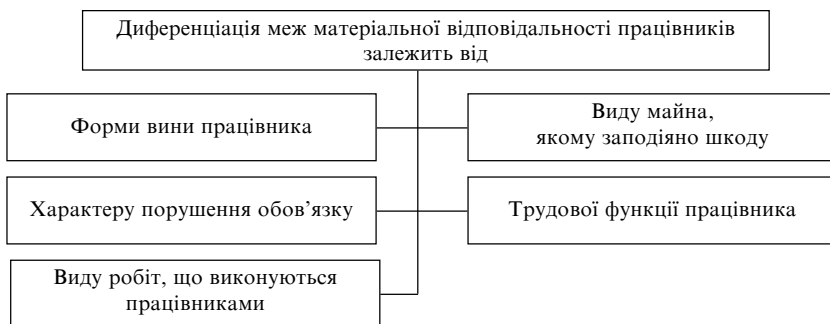 Диференціація меж матеріальної відповідальності працівників
залежить від
Форми вини працівника
Виду майна,
якому заподіяно шкоду
Характеру порушення обов’язку
Трудової функції працівника
Виду робіт, що виконуються
працівниками